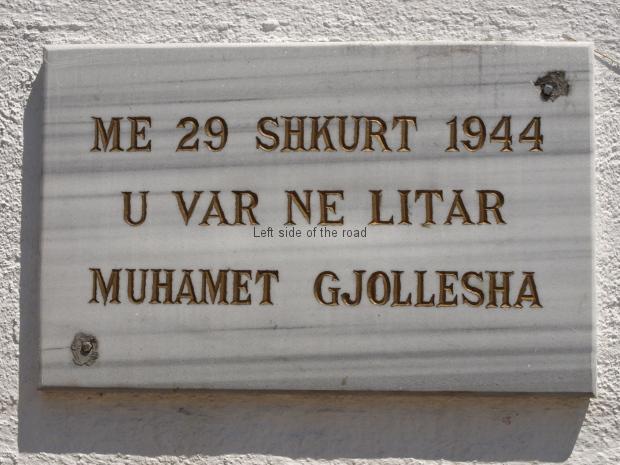 ME 29 SHKURT 1944
U VAR NE LITAR
Left side of the road
MUHAMET GJOLLESHA